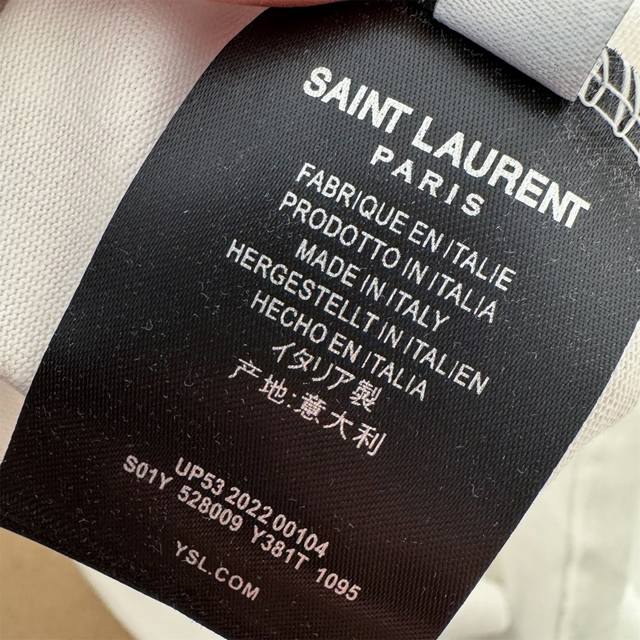 SAINT LAURENT
PARIS
FABRIQUE EN ITALIE
PRODOTTO IN ITALIA
MADE IN ITALY
HERGESTELLT IN ITALIEN
HECHO EN ITALIA
イタリア製
产地:意大利
UP53 2022 00104
S01Y 528009 Y381T 1095
YSL.COM